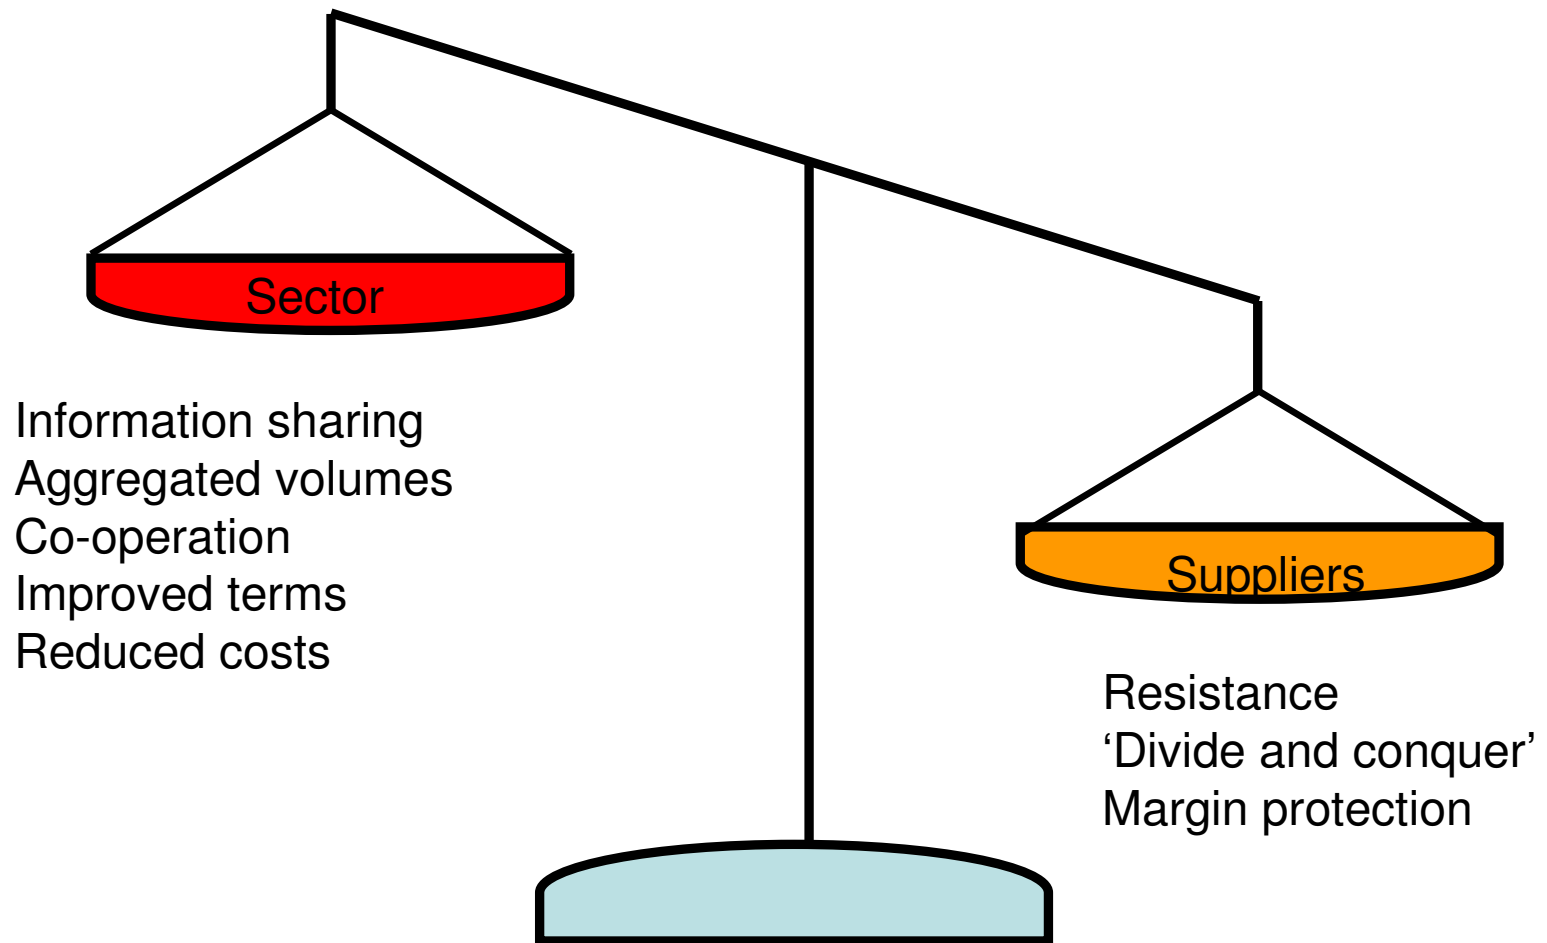 Sector
Information sharing
Aggregated volumes
Co-operation
Improved terms
Reduced costs
Suppliers
Resistance
‘Divide and conquer’
Margin protection